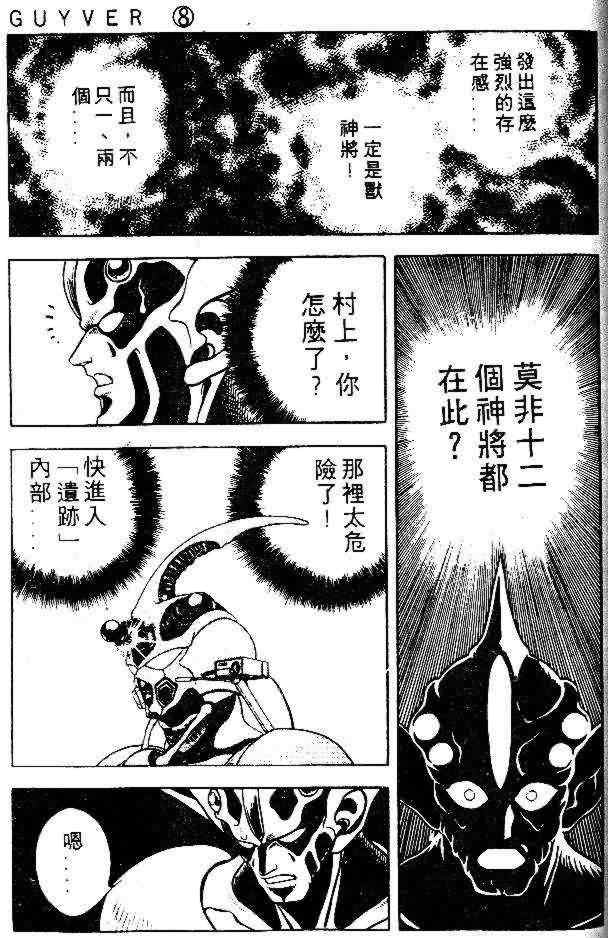 GUYVER ⑧
發出這麼
強烈的存
在感‥‥
一定是獸
神將！
而且，不
只一、兩
個‥‥
莫非十二
個神將都
在此？
村上，你
怎麼了？
那裡太危
險了！
快進入
「遺跡」
內部‥‥
嗯‥‥